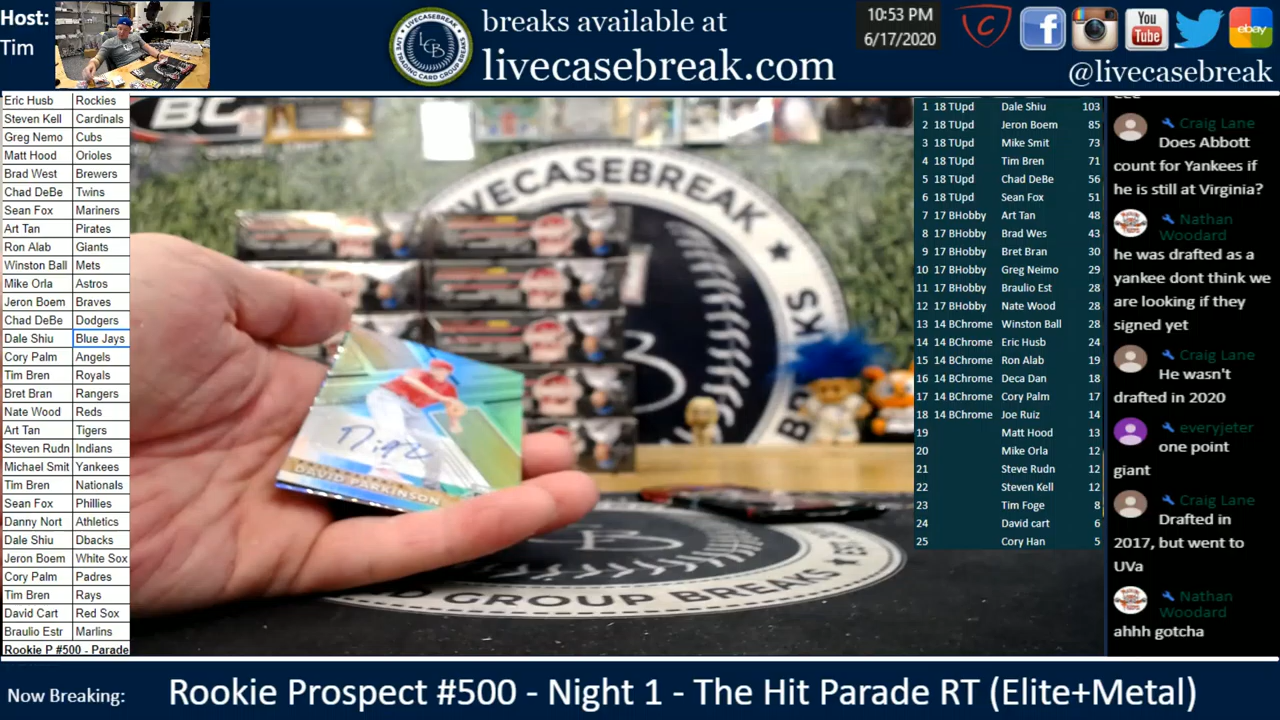 Host:
Tim
LCB
LIVECASEBREAK
LIVE TRADING CARD GROUP BREAKS
breaks available at
livecasebreak.com
10:53 PM
6/17/2020
You
Tube
ebay
@livecasebreak
Eric Husb Rockies
Steven Kell Cardinals
Greg Nemo Cubs
Matt Hood Orioles
Brad West Brewers
Chad DeBe Twins
Sean Fox Mariners
Art Tan Pirates
Ron Alab Giants
Winston Ball Mets
Mike Orla Astros
Jeron Boem Braves
Chad DeBe Dodgers
Dale Shiu Blue Jays
Cory Palm Angels
Tim Bren Royals
Bret Bran Rangers
Nate Wood Reds
Art Tan Tigers
Steven Rudn Indians
Michael Smit Yankees
Tim Bren Nationals
Sean Fox Phillies
Danny Nort Athletics
Dale Shiu Dbacks
Jeron Boem White Sox
Cory Palm Padres
Tim Bren Rays
David Cart Red Sox
Braulio Estr Marlins
Rookie P #500 - Parade
BC
LIVECASEBREAK
DAVID PARKINSON
CARD GROUP BREAKS
1 18 TUpd Dale Shiu 103
2 18 TUpd Jeron Boem 85
3 18 TUpd Mike Smit 73
4 18 TUpd Tim Bren 71
5 18 TUpd Chad DeBe 56
6 18 TUpd Sean Fox 51
7 17 BHobby Art Tan 48
8 17 BHobby Brad Wes 43
9 17 BHobby Bret Bran 30
10 17 BHobby Greg Neimo 29
11 17 BHobby Braulio Est 28
12 17 BHobby Nate Wood 28
13 14 BChrome Winston Ball 28
14 14 BChrome Eric Husb 24
15 14 BChrome Ron Alab 19
16 14 BChrome Deca Dan 18
17 14 BChrome Cory Palm 17
18 14 BChrome Joe Ruiz 14
19 Matt Hood 13
20 Mike Orla 12
21 Steve Rudn 12
22 Steven Kell 12
23 Tim Foge 8
24 David cart 6
25 Cory Han 5
Craig Lane
Does Abbott
count for Yankees if
he is still at Virginia?
Nathan
Woodard
he was drafted as a
yankee dont think we
are looking if they
signed yet
Craig Lane
He wasn't
drafted in 2020
everyjeter
one point
giant
Craig Lane
Drafted in
2017, but went to
UVa
Nathan
Woodard
ahhh gotcha
Now Breaking:
Rookie Prospect #500 - Night 1 - The Hit Parade RT (Elite+Metal)